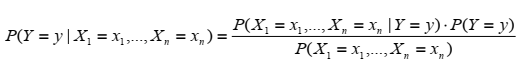 P(Y = y | X₁ = x₁,..., Xₙ = xₙ) = P(X₁ = x₁,..., Xₙ = xₙ | Y = y) · P(Y = y) / P(X₁ = x₁,..., Xₙ = xₙ)